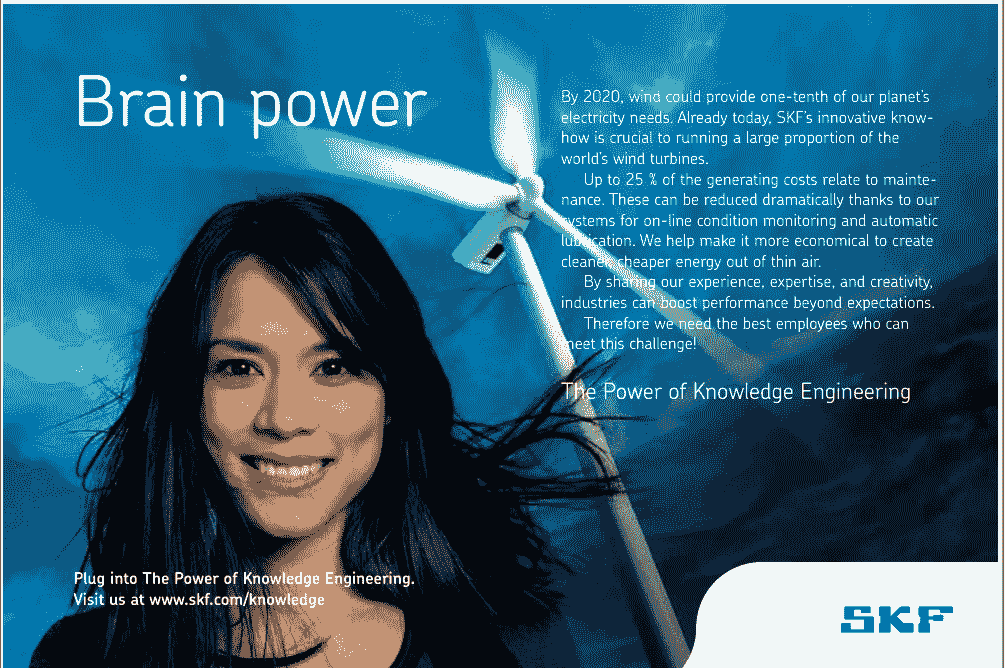 Brain power
By 2020, wind could provide one-tenth of our planet's
electricity needs. Already today, SKF's innovative know-
how is crucial to running a large proportion of the
world's wind turbines.
Up to 25 % of the generating costs relate to mainte-
nance. These can be reduced dramatically thanks to our
systems for on-line condition monitoring and automatic
lubrication. We help make it more economical to create
cleaner, cheaper energy out of thin air.
By sharing our experience, expertise, and creativity,
industries can boost performance beyond expectations.
Therefore we need the best employees who can
meet this challenge!
The Power of Knowledge Engineering
Plug into The Power of Knowledge Engineering.
Visit us at www.skf.com/knowledge
SKF